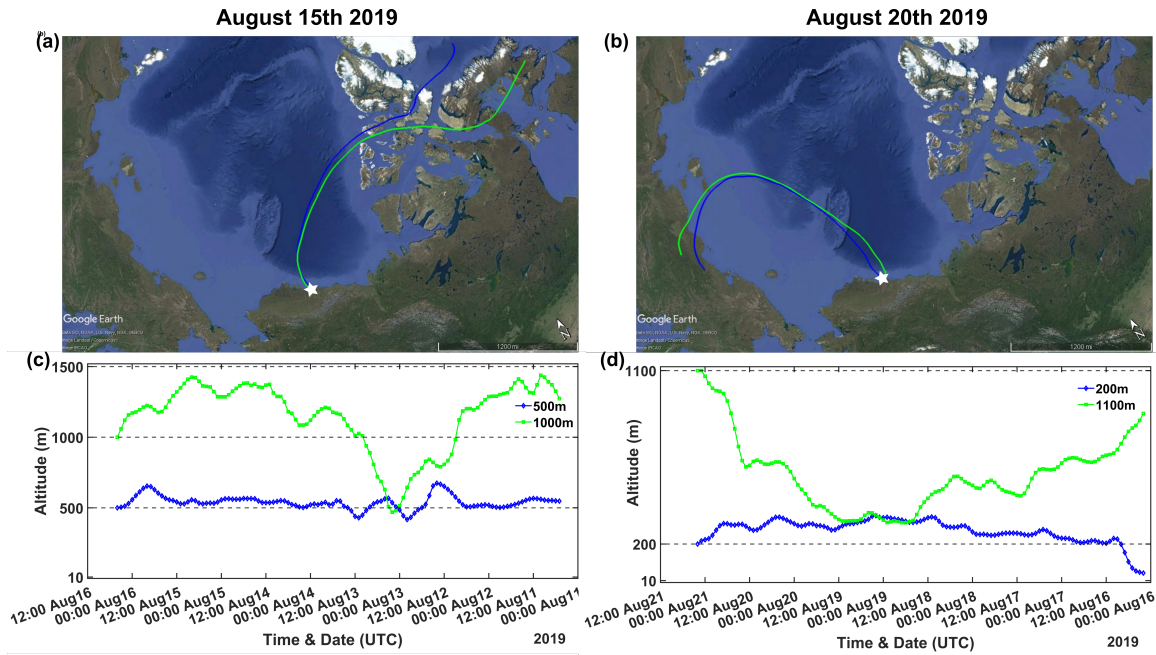 August 15th 2019
August 20th 2019
(a)
(b)
Google Earth
Google Earth
1200 mi
1200 mi
N
N
(c)
1500
1000
500
10
Altitude (m)
500m
1000m
12:00 Aug16
00:00 Aug16
12:00 Aug15
00:00 Aug15
12:00 Aug14
00:00 Aug14
12:00 Aug13
00:00 Aug13
12:00 Aug12
00:00 Aug12
12:00 Aug11
00:00 Aug11
Time & Date (UTC)
2019
(d)
1100
200
10
Altitude (m)
200m
1100m
12:00 Aug21
00:00 Aug21
12:00 Aug20
00:00 Aug20
12:00 Aug19
00:00 Aug19
12:00 Aug18
00:00 Aug18
12:00 Aug17
00:00 Aug17
12:00 Aug16
00:00 Aug16
Time & Date (UTC)
2019